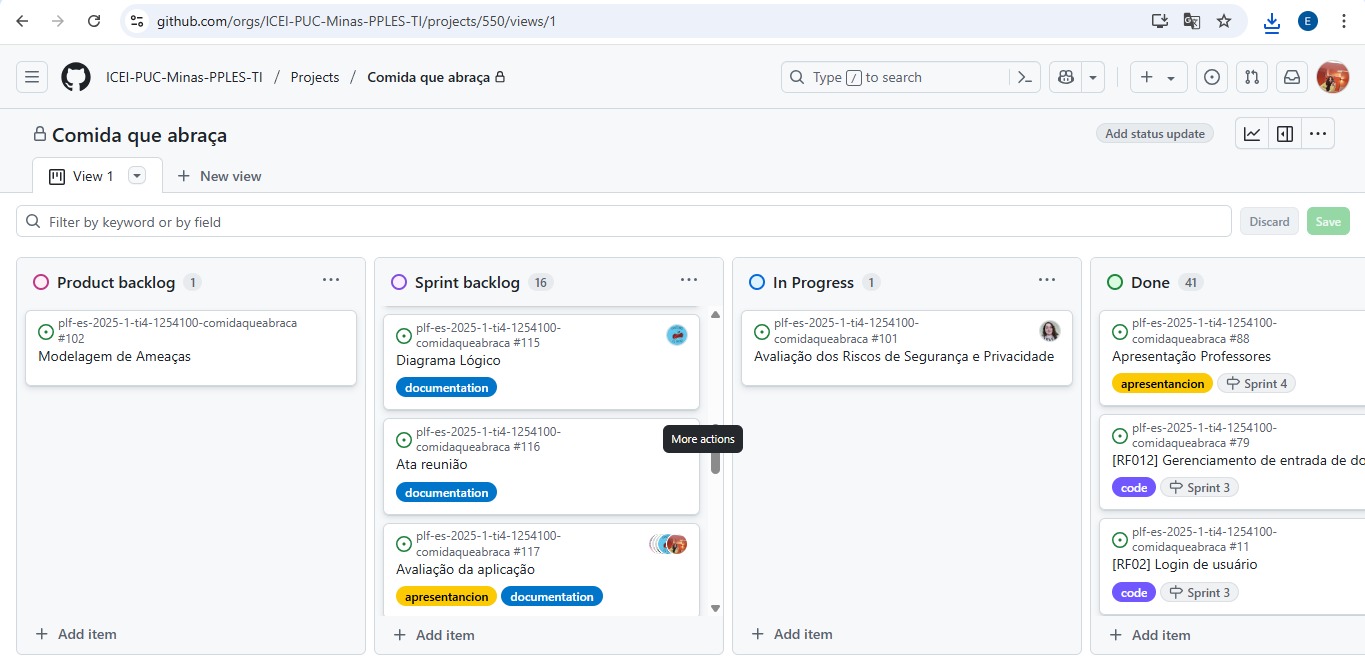 github.com/orgs/ICEI-PUC-Minas-PPLES-TI/projects/550/views/1
E
ICEI-PUC-Minas-PPLES-TI / Projects / Comida que abraça
Type / to search
Comida que abraça
Add status update
View 1
New view
Filter by keyword or by field
Discard
Save
Product backlog 1
plf-es-2025-1-ti4-1254100-comidaqueabraca
#102
Modelagem de Ameaças
Add item
Sprint backlog 16
plf-es-2025-1-ti4-1254100-
comidaqueabraca #115
Diagrama Lógico
documentation
plf-es-2025-1-ti4-1254100-
comidaqueabraca #116
Ata reunião
documentation
More actions
plf-es-2025-1-ti4-1254100-
comidaqueabraca #117
Avaliação da aplicação
apresentancion documentation
Add item
In Progress 1
plf-es-2025-1-ti4-1254100-
comidaqueabraca #101
Avaliação dos Riscos de Segurança e Privacidade
Add item
Done 41
plf-es-2025-1-ti4-1254100-
comidaqueabraca #88
Apresentação Professores
apresentancion Sprint 4
plf-es-2025-1-ti4-1254100-
comidaqueabraca #79
[RF012] Gerenciamento de entrada de do
code Sprint 3
plf-es-2025-1-ti4-1254100-
comidaqueabraca #11
[RF02] Login de usuário
code Sprint 3
Add item